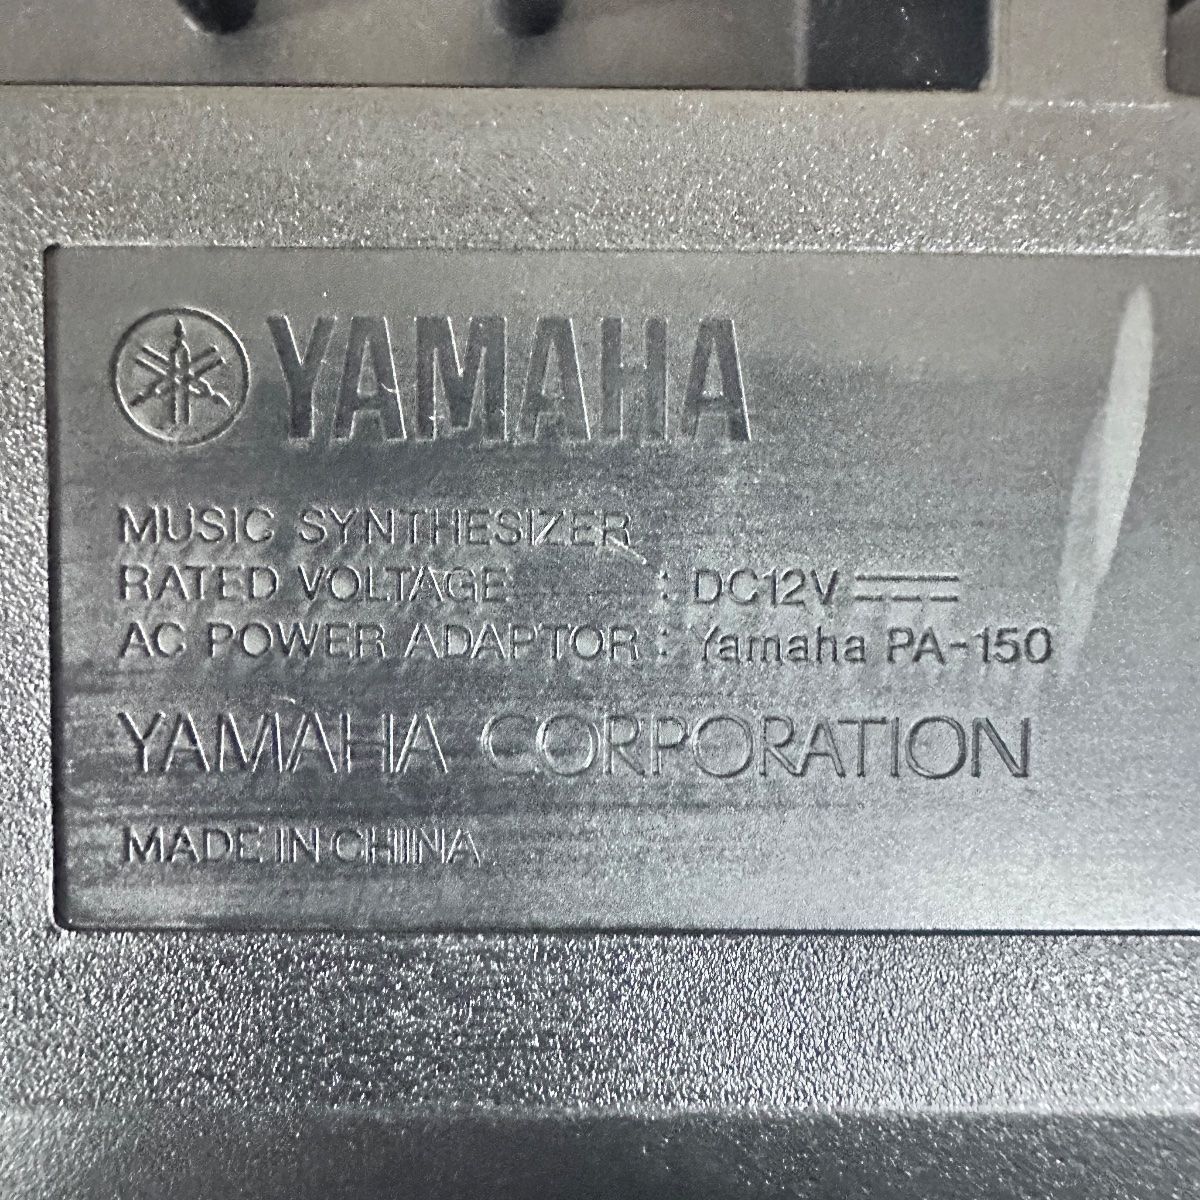 YAMAHA
MUSIC SYNTHESIZER
RATED VOLTAGE : DC12V ⎓
AC POWER ADAPTOR : Yamaha PA-150
YAMAHA CORPORATION
MADE IN CHINA